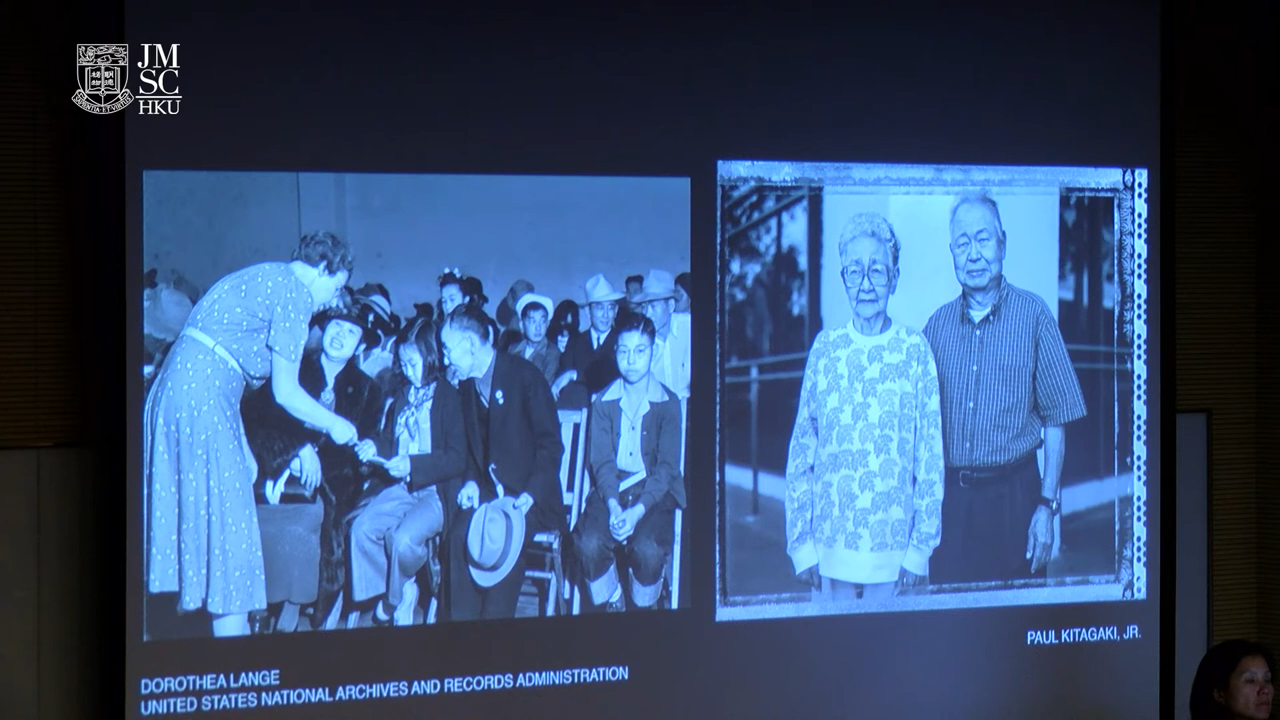 JM
SC
HKU
DOROTHEA LANGE
UNITED STATES NATIONAL ARCHIVES AND RECORDS ADMINISTRATION
PAUL KITAGAKI, JR.